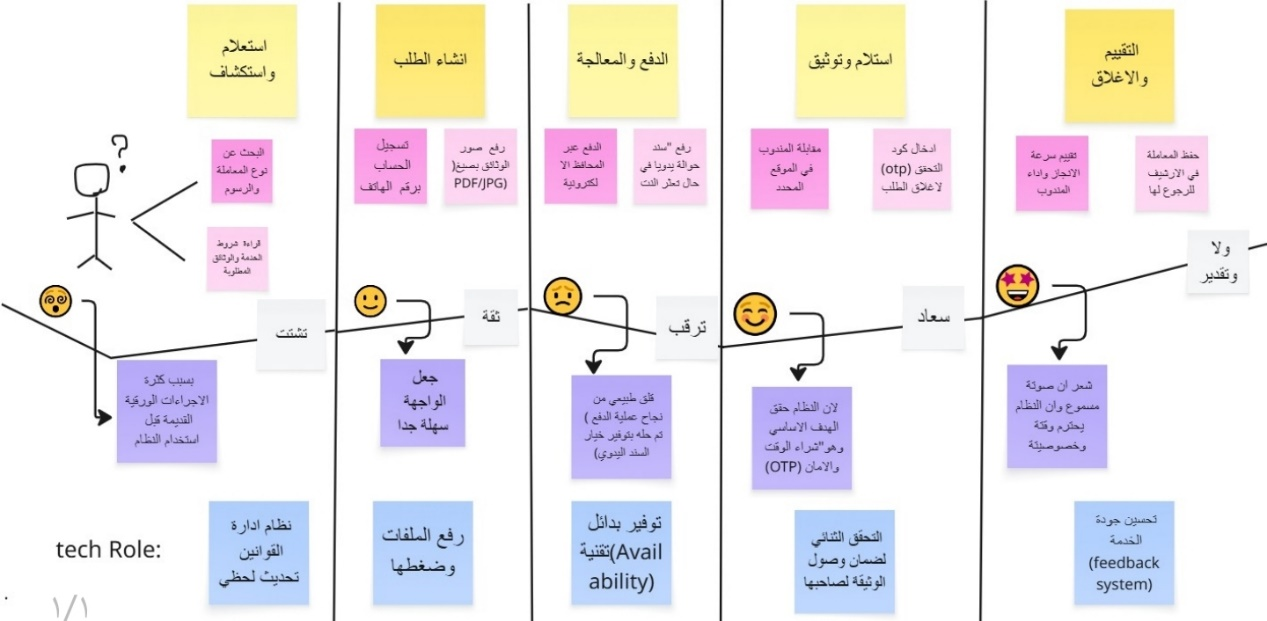 استعلام
واستكشاف
انشاء الطلب
الدفع والمعالجة
استلام وتوثيق
التقييم
والاغلاق
?
البحث عن
نوع المعاملة
والرسوم
قراءة شروط
الخدمة والوثائق
المطلوبة
تسجيل
الحساب
برقم الهاتف
رفع صور
الوثائق بصيغ(
PDF/JPG)
الدفع عبر
المحافظ الا
لكترونية
رفع "سند
حوالة يدويا في
حال تعثر النت
مقابلة المندوب
في الموقع
المحدد
ادخال كود
التحقق (otp)
لاغلاق الطلب
تقييم سرعة
الانجاز واداء
المندوب
حفظ المعاملة
في الارشيف
للرجوع لها
تشتت
ثقة
ترقب
سعاد
ولا
وتقدير
بسبب كثرة
الاجراءات الورقية
القديمة قبل
استخدام النظام
جعل
الواجهة
سهلة جدا
قلق طبيعي من
نجاح عملية الدفع )
تم حله بتوفير خيار
السند اليدوي)
لان النظام حقق
الهدف الاساسي
وهو"شراء الوقت
والامان (OTP)
شعر ان صوتة
مسموع وان النظام
يحترم وقتة
وخصوصيتة
tech Role:
نظام ادارة
القوانين
تحديث لحظي
رفع الملفات
وضغطها
توفير بدائل
تقنية(Avail
ability)
التحقق الثنائي
لضمان وصول
الوثيقة لصاحبها
تحسين جودة
الخدمة
(feedback
system)
١/١